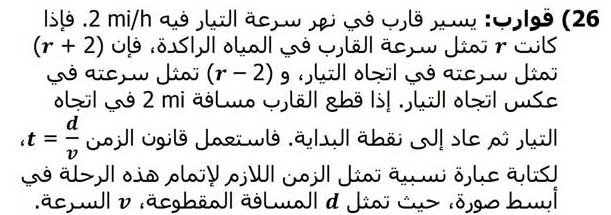 26) قوارب: يسير قارب في نهر سرعة التيار فيه 2 mi/h. فإذا
كانت r تمثل سرعة القارب في المياه الراكدة، فإن (r + 2)
تمثل سرعته في اتجاه التيار، و (r − 2) تمثل سرعته في
عكس اتجاه التيار. إذا قطع القارب مسافة 2 mi في اتجاه
التيار ثم عاد إلى نقطة البداية. فاستعمل قانون الزمن t = d/v،
لكتابة عبارة نسبية تمثل الزمن اللازم لإتمام هذه الرحلة في
أبسط صورة، حيث تمثل d المسافة المقطوعة، v السرعة.